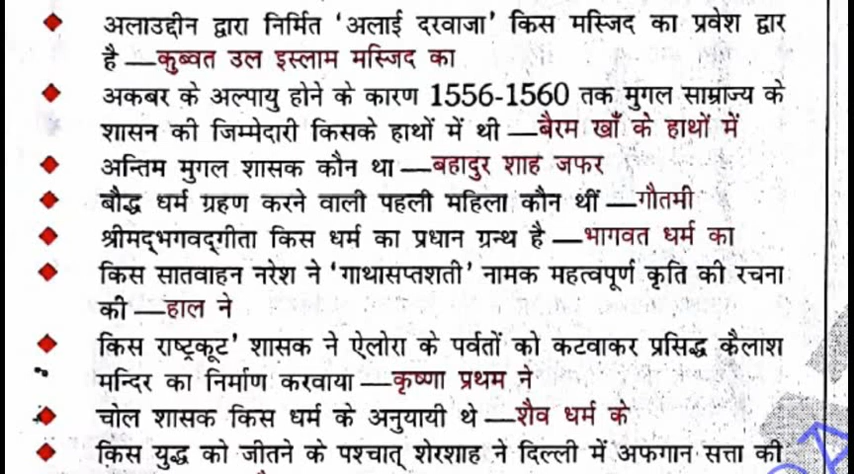 अलाउद्दीन द्वारा निर्मित ‘अलाई दरवाजा’ किस मस्जिद का प्रवेश द्वार
है —कुब्वत उल इस्लाम मस्जिद का
अकबर के अल्पायु होने के कारण 1556-1560 तक मुगल साम्राज्य के
शासन की जिम्मेदारी किसके हाथों में थी —बैरम खाँ के हाथों में
अन्तिम मुगल शासक कौन था —बहादुर शाह जफर
बौद्ध धर्म ग्रहण करने वाली पहली महिला कौन थीं —गौतमी
श्रीमद्भगवद्गीता किस धर्म का प्रधान ग्रन्थ है —भागवत धर्म का
किस सातवाहन नरेश ने ‘गाथासप्तशती’ नामक महत्वपूर्ण कृति की रचना
की —हाल ने
किस राष्ट्रकूट’ शासक ने ऐलोरा के पर्वतों को कटवाकर प्रसिद्ध कैलाश
मन्दिर का निर्माण करवाया —कृष्णा प्रथम ने
चोल शासक किस धर्म के अनुयायी थे —शैव धर्म के
किस युद्ध को जीतने के पश्चात् शेरशाह ने दिल्ली में अफगान सत्ता की